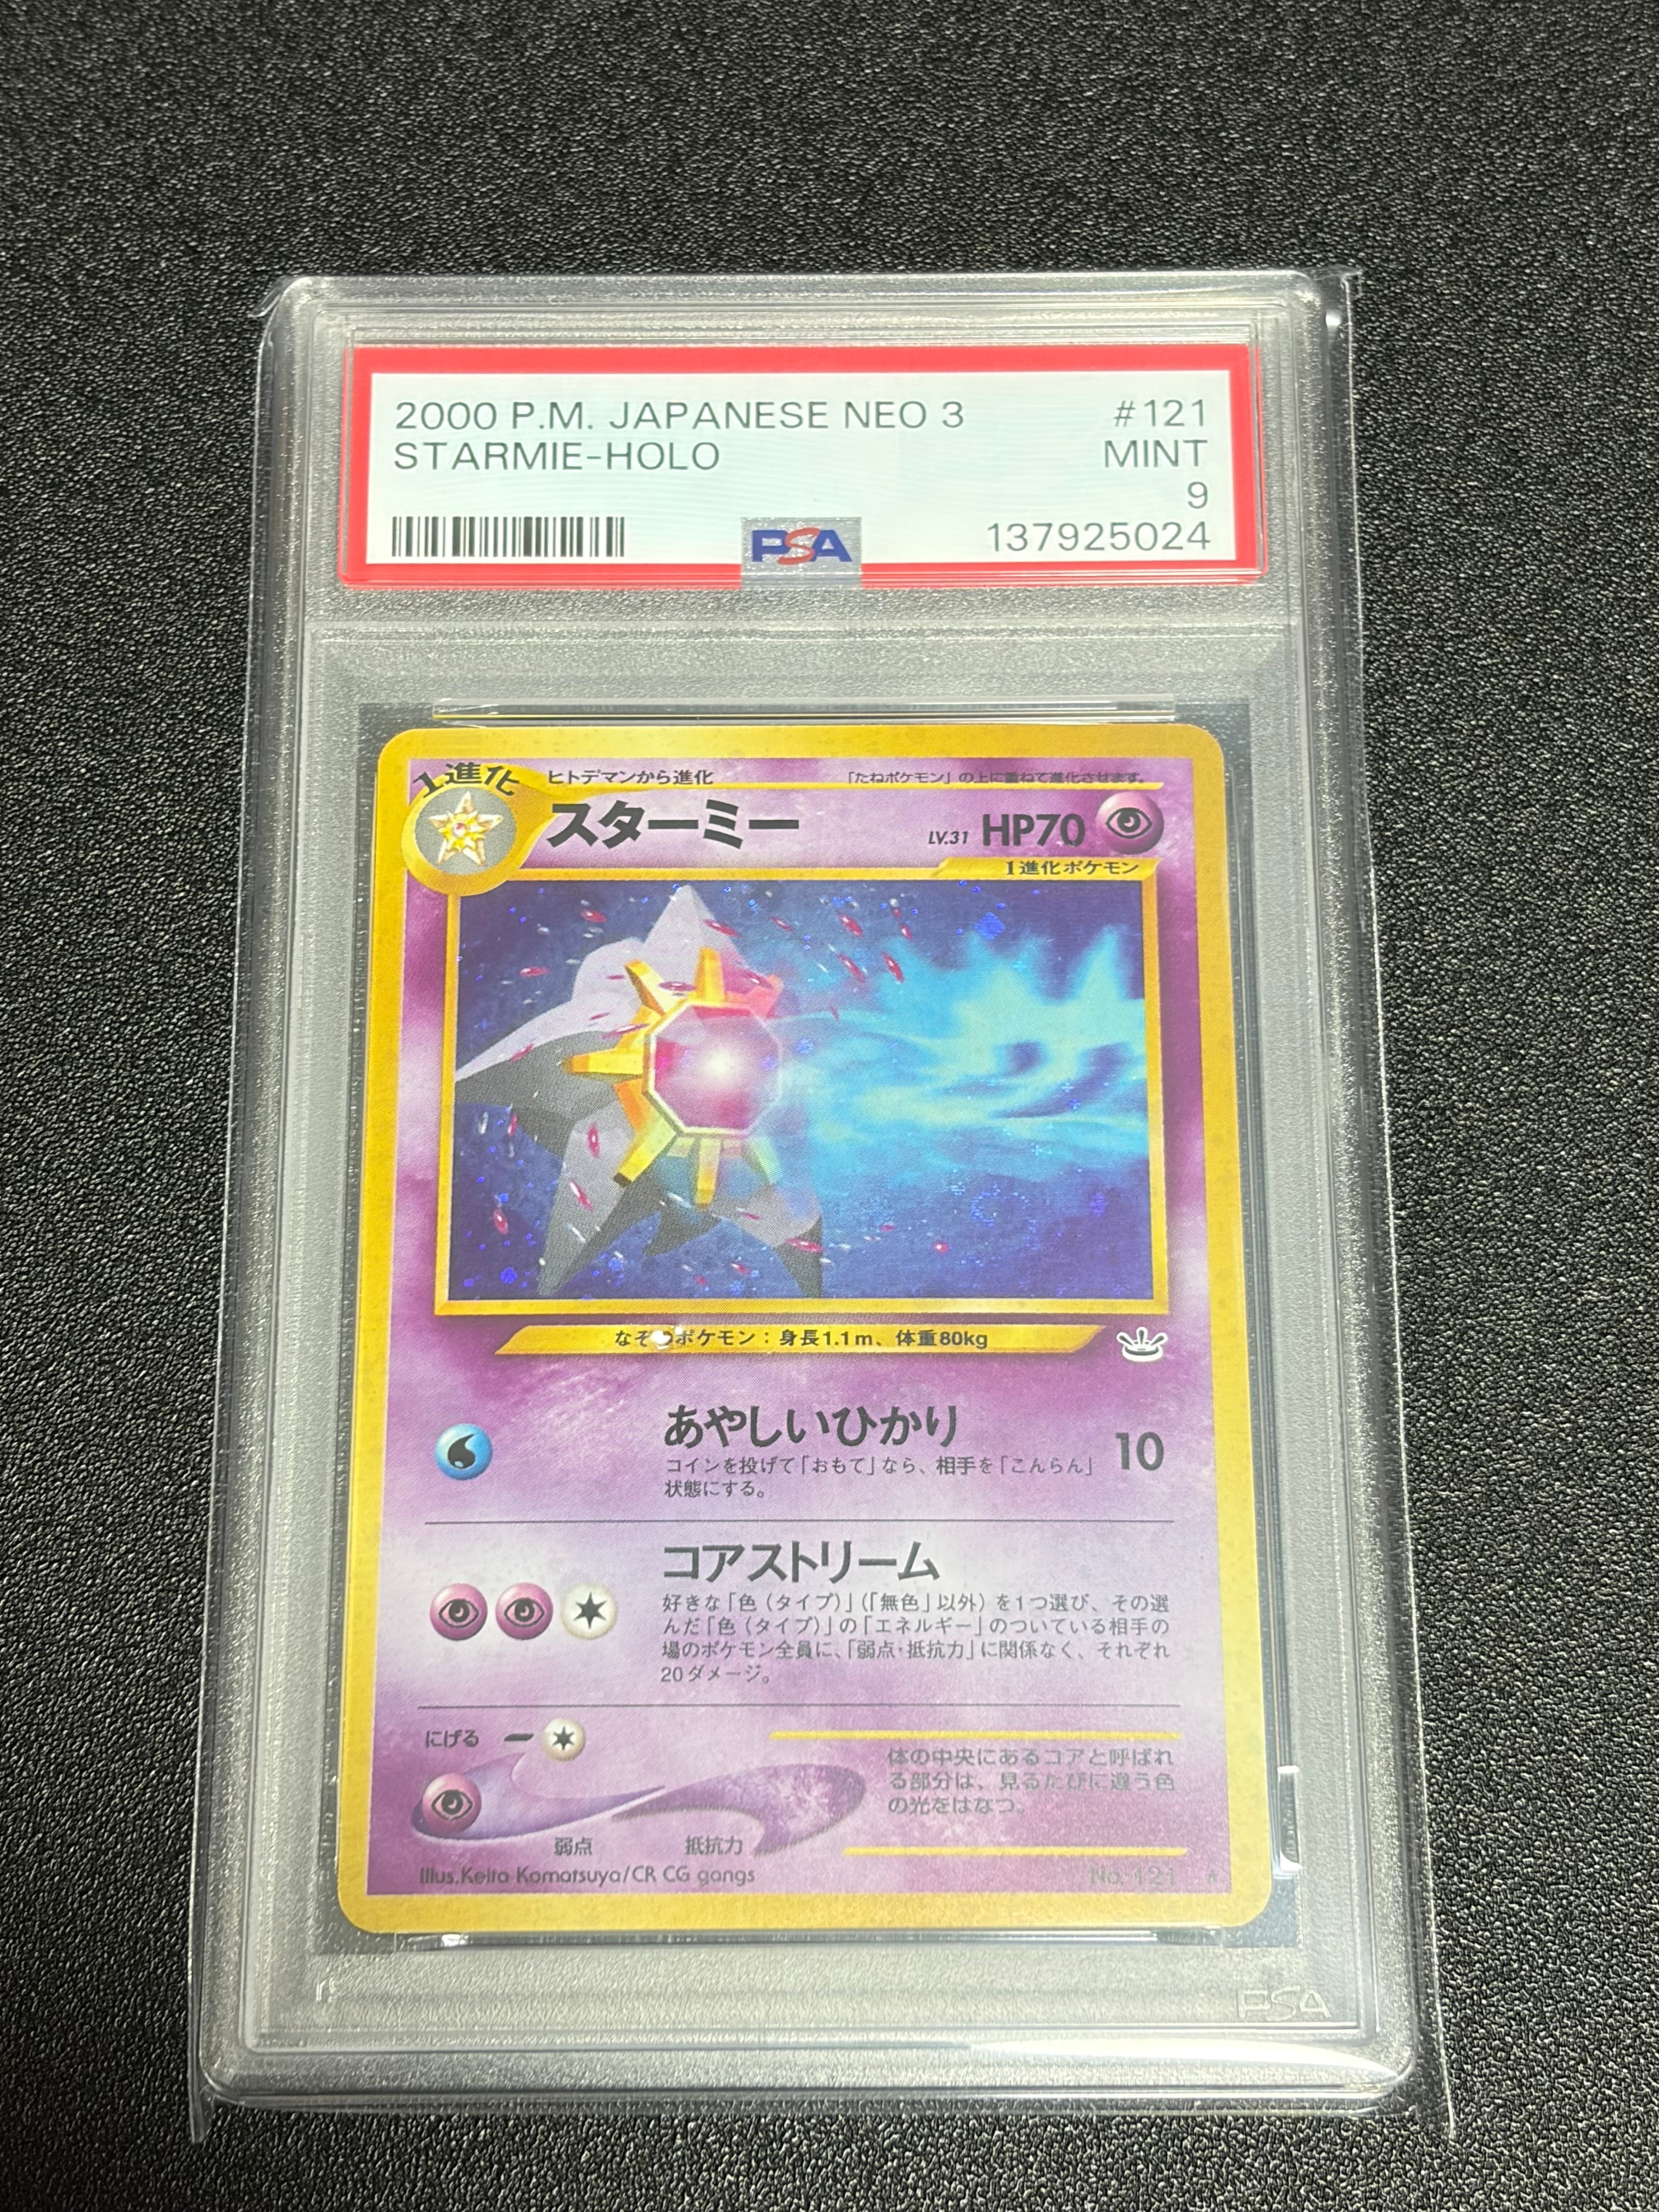 2000 P.M. JAPANESE NEO 3 #121
STARMIE-HOLO MINT
9
PSA 137925024
1進化 ヒトデマンから進化 「たねポケモン」の上に重ねて進化させます。
スターミー LV.31 HP70
1進化ポケモン
なぞのポケモン：身長1.1m、体重80kg
あやしいひかり 10
コインを投げて「おもて」なら、相手を「こんらん」
状態にする。
コアストリーム
好きな「色（タイプ）」（「無色」以外）を1つ選び、その選
んだ「色（タイプ）」の「エネルギー」のついている相手の
場のポケモン全員に、「弱点・抵抗力」に関係なく、それぞれ
20ダメージ。
にげる
体の中央にあるコアと呼ばれ
る部分は、見るたびに違う色
の光をはなつ。
弱点 抵抗力
Illus.Keita Komatsuya/CR CG gangs No. 121 ★
PSA